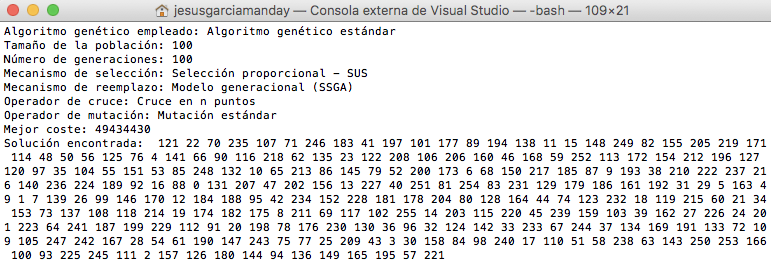 jesusgarciamanday — Consola externa de Visual Studio — -bash — 109×21
Algoritmo genético empleado: Algoritmo genético estándar
Tamaño de la población: 100
Número de generaciones: 100
Mecanismo de selección: Selección proporcional - SUS
Mecanismo de reemplazo: Modelo generacional (SSGA)
Operador de cruce: Cruce en n puntos
Operador de mutación: Mutación estándar
Mejor coste: 49434430
Solución encontrada:  121 22 70 235 107 71 246 183 41 197 101 177 89 194 138 11 15 148 249 82 155 205 219 171
 114 48 50 56 125 76 4 141 66 90 116 218 62 135 23 122 208 106 206 160 46 168 59 252 113 172 154 212 196 127
120 97 35 104 55 151 53 85 248 132 10 65 213 86 145 79 52 200 173 6 68 150 217 185 87 9 193 38 210 222 237 21
6 140 236 224 189 92 16 88 0 131 207 47 202 156 13 227 40 251 81 254 83 231 129 179 186 161 192 31 29 5 163 4
9 1 7 139 26 99 146 170 12 184 188 95 42 234 152 228 181 178 204 80 128 164 44 74 123 232 18 119 215 60 21 34
 153 73 137 108 118 214 19 174 182 175 8 211 69 117 102 255 14 203 115 220 45 239 159 103 39 162 27 226 24 20
1 223 64 241 187 199 229 112 91 20 198 78 176 230 130 36 96 32 124 142 33 233 67 244 37 134 169 191 133 72 10
9 105 247 242 167 28 54 61 190 147 243 75 77 25 209 43 3 30 158 84 98 240 17 110 51 58 238 63 143 250 253 166
 100 93 225 245 111 2 157 126 180 144 94 136 149 165 195 57 221